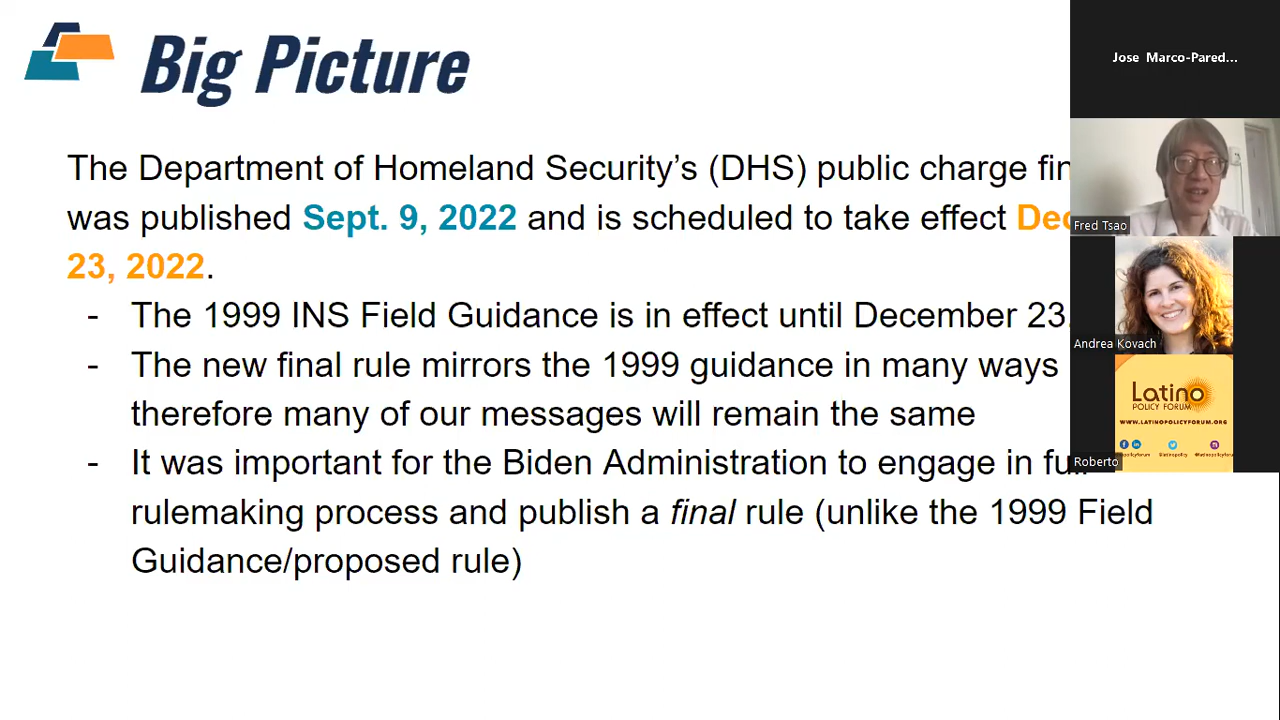 Big Picture
The Department of Homeland Security's (DHS) public charge
was published Sept. 9, 2022 and is scheduled to take effect
23, 2022.
- The 1999 INS Field Guidance is in effect until December 23.
- The new final rule mirrors the 1999 guidance in many ways
therefore many of our messages will remain the same
- It was important for the Biden Administration to engage in
rulemaking process and publish a final rule (unlike the 1999 Field
Guidance/proposed rule)
Jose Marco-Pared...
Fred Tsao
Andrea Kovach
Latino
POLICY FORUM
WWW.LATINOPOLICYFORUM.ORG
Roberto